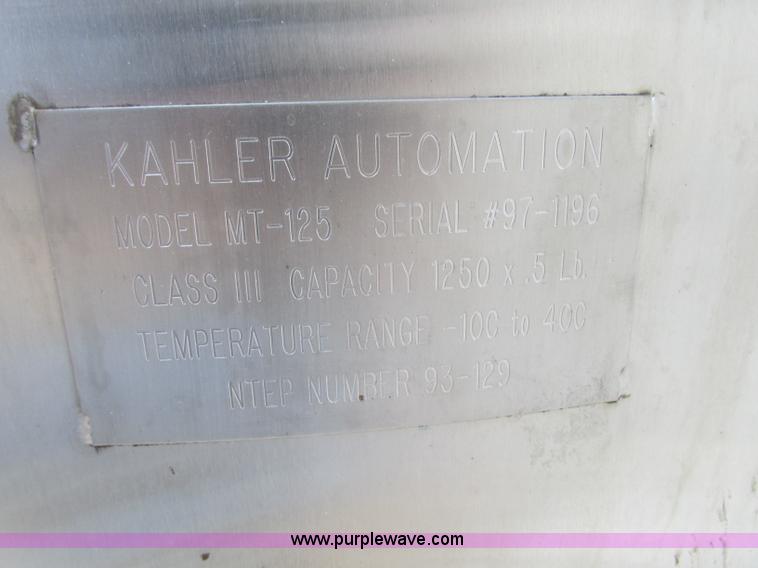 KAHLER AUTOMATION
MODEL MT-125 SERIAL #97-1196
CLASS III CAPACITY 1250 x .5 Lb.
TEMPERATURE RANGE -10C to 40C
NTEP NUMBER 93-129
www.purplewave.com